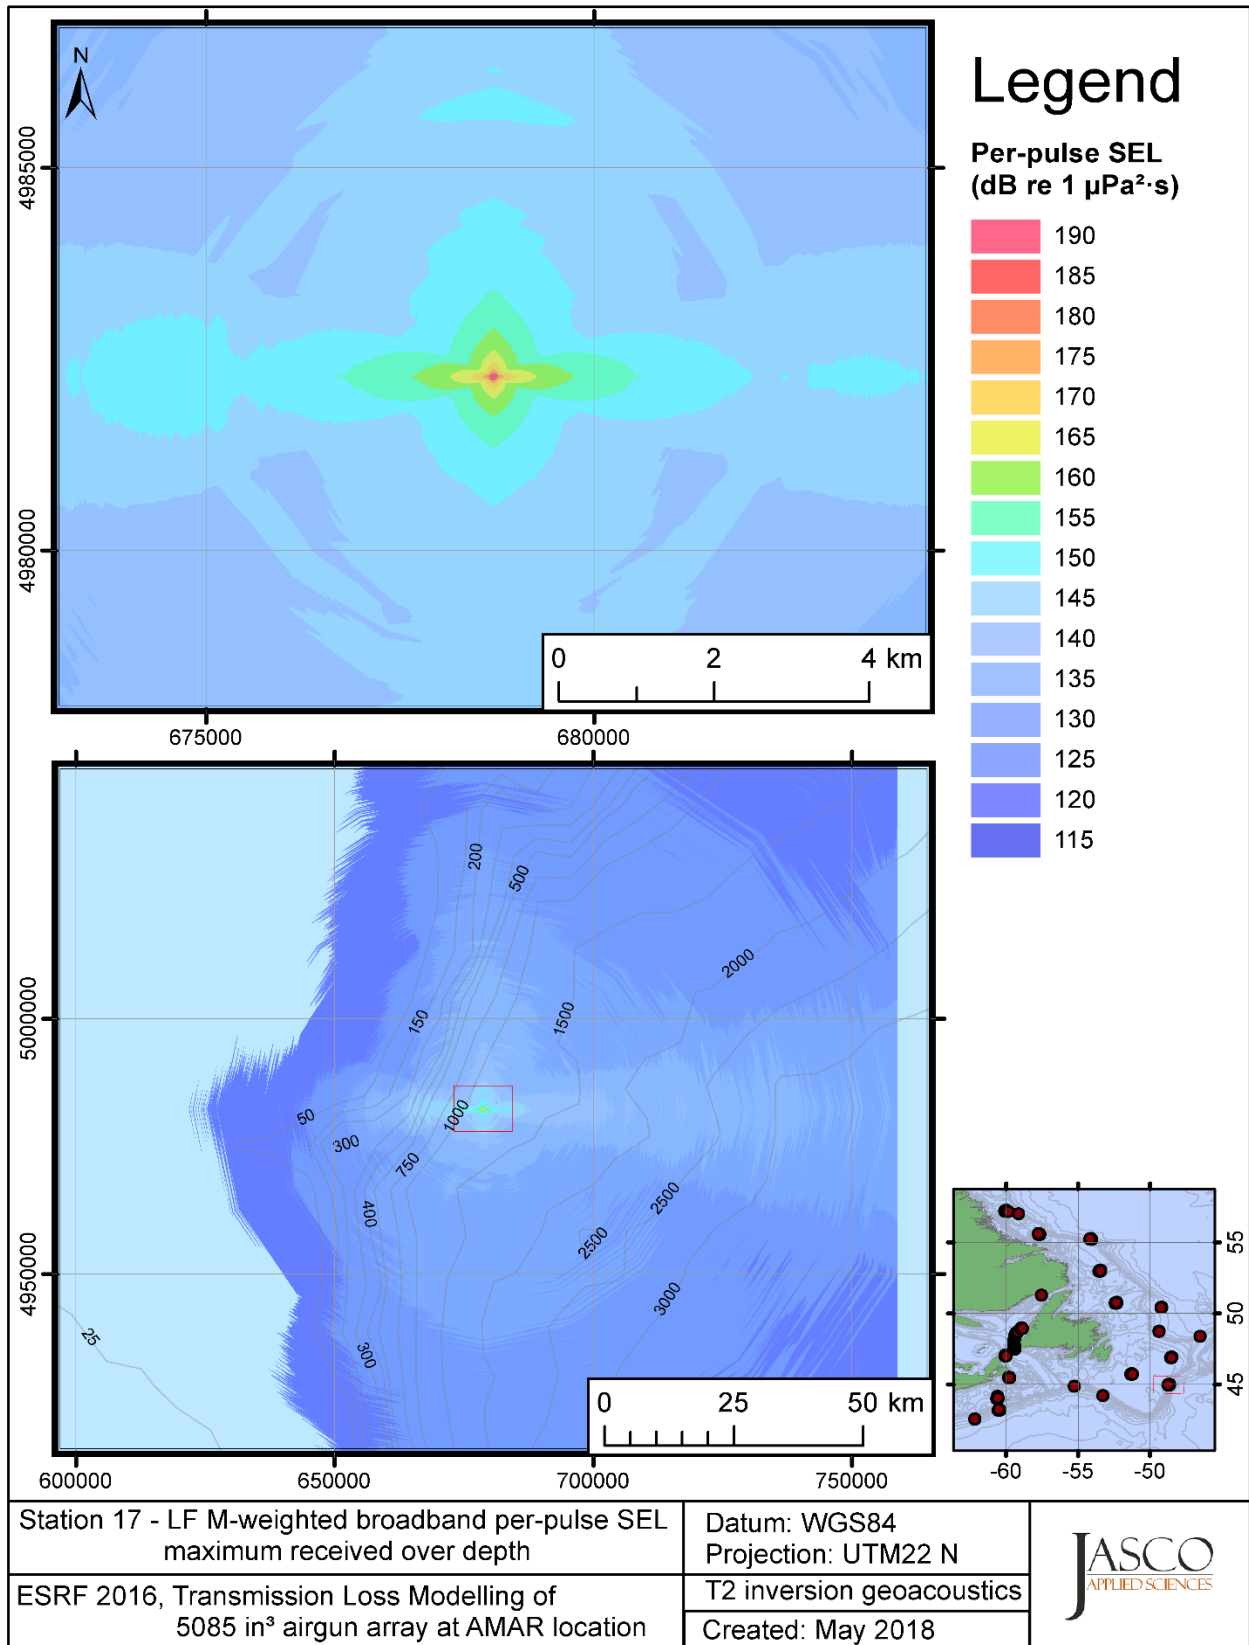 N
4985000
4980000
0 2 4 km
675000 680000
Legend
Per-pulse SEL
(dB re 1 µPa²·s)
190
185
180
175
170
165
160
155
150
145
140
135
130
125
120
115
200
500
2000
150
1500
50
1000
300
750
400
2500
2500
3000
25
300
5000000
4950000
0 25 50 km
600000 650000 700000 750000
55
50
45
-60 -55 -50
Station 17 - LF M-weighted broadband per-pulse SEL
maximum received over depth
ESRF 2016, Transmission Loss Modelling of
5085 in³ airgun array at AMAR location
Datum: WGS84
Projection: UTM22 N
T2 inversion geoacoustics
Created: May 2018
JASCO
APPLIED SCIENCES